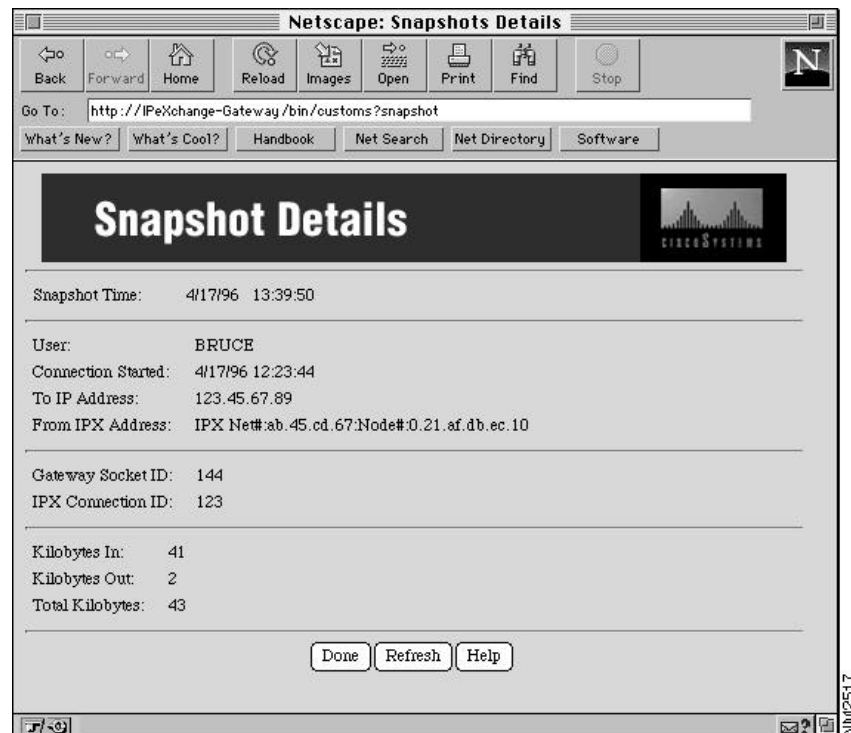 Netscape: Snapshots Details
Back Forward Home Reload Images Open Print Find Stop
N
Go To: http://IPeXchange-Gateway/bin/customs?snapshot
What's New? What's Cool? Handbook Net Search Net Directory Software
Snapshot Details
CISCO SYSTEMS
Snapshot Time: 4/17/96 13:39:50
User: BRUCE
Connection Started: 4/17/96 12:23:44
To IP Address: 123.45.67.89
From IPX Address: IPX Net#:ab.45.cd.67:Node#:0.21.af.db.ec.10
Gateway Socket ID: 144
IPX Connection ID: 123
Kilobytes In: 41
Kilobytes Out: 2
Total Kilobytes: 43
Done Refresh Help
?
NM2517